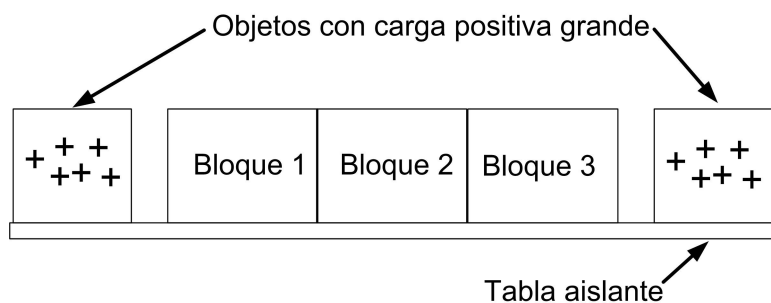 Objetos con carga positiva grande
Bloque 1 Bloque 2 Bloque 3
Tabla aislante